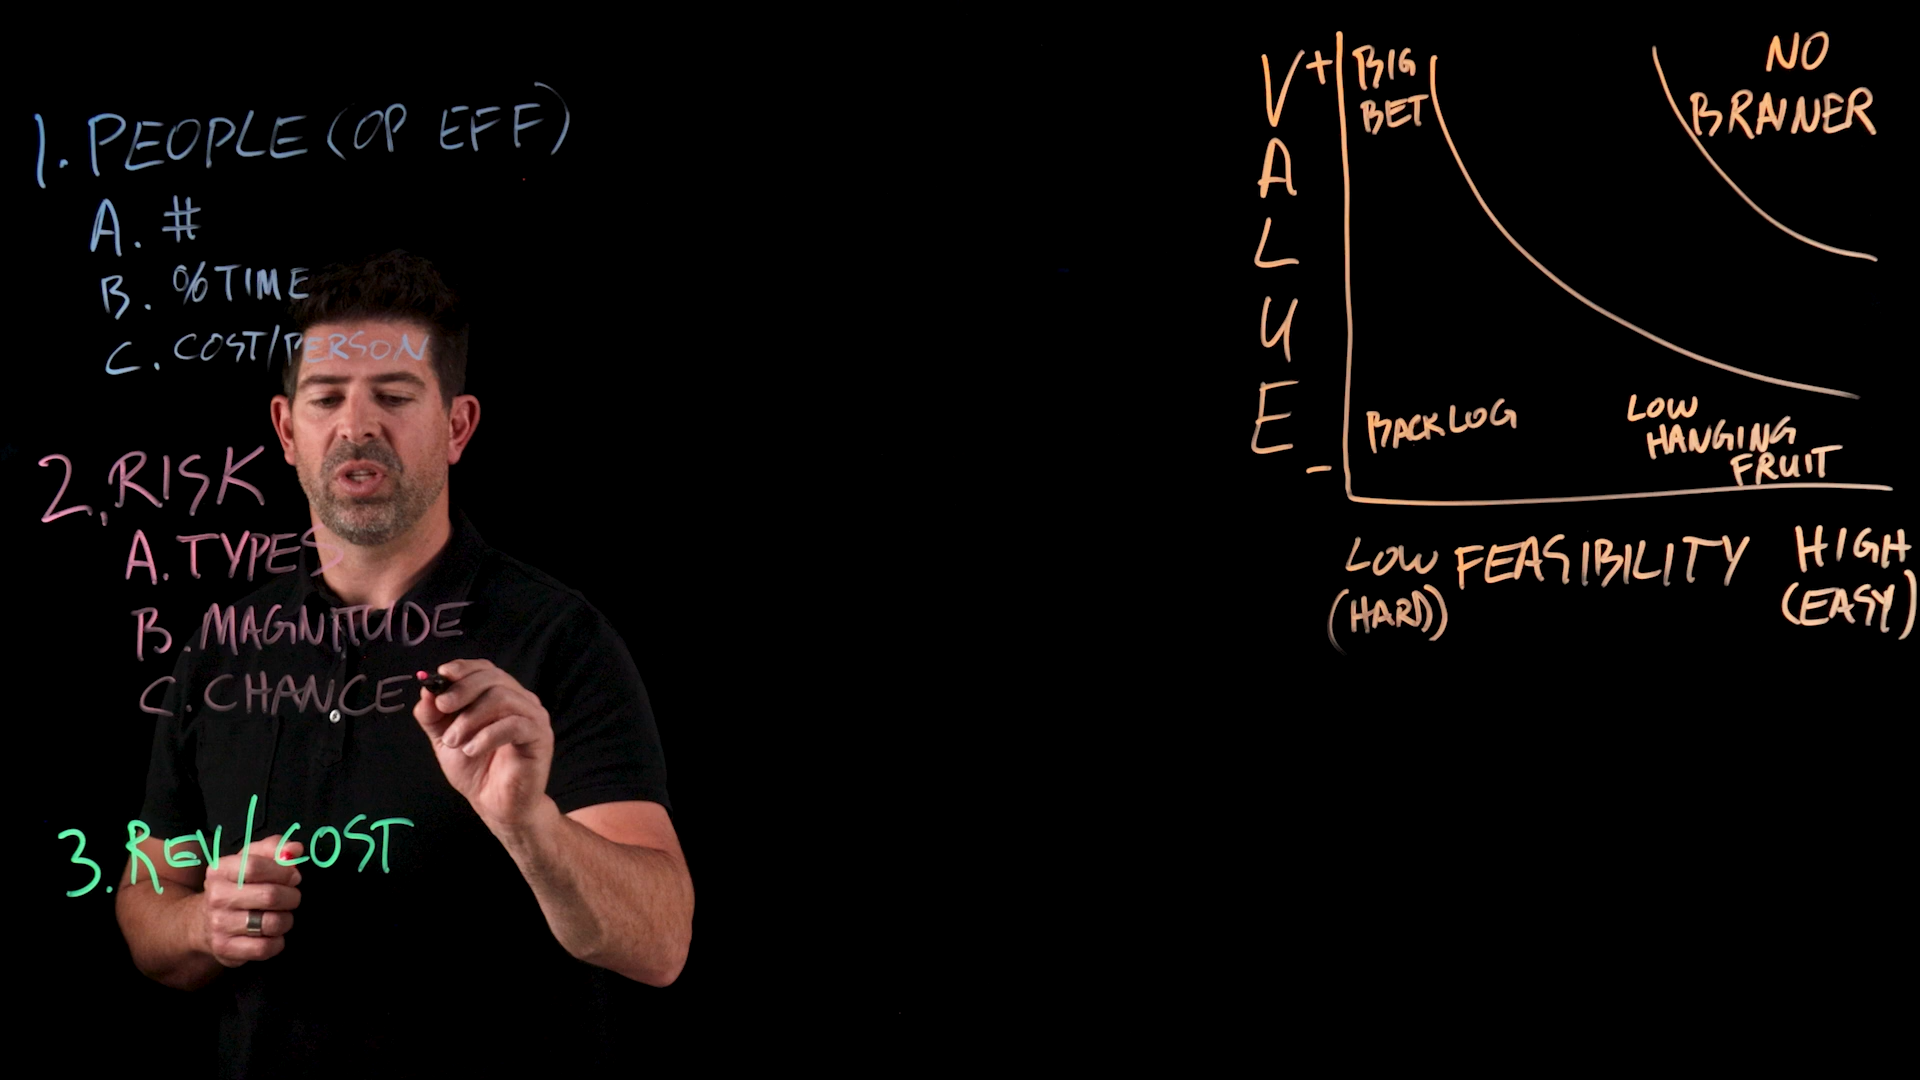 1. PEOPLE (OP EFF)
A. #
B. % TIME
C. COST/PERSON
2. RISK
A. TYPES
B. MAGNITUDE
C. CHANCE
3. REV/COST
VALUE
+
-
BIG
BET
NO
BRAINER
BACKLOG
LOW
HANGING
FRUIT
LOW FEASIBILITY HIGH
(HARD) (EASY)